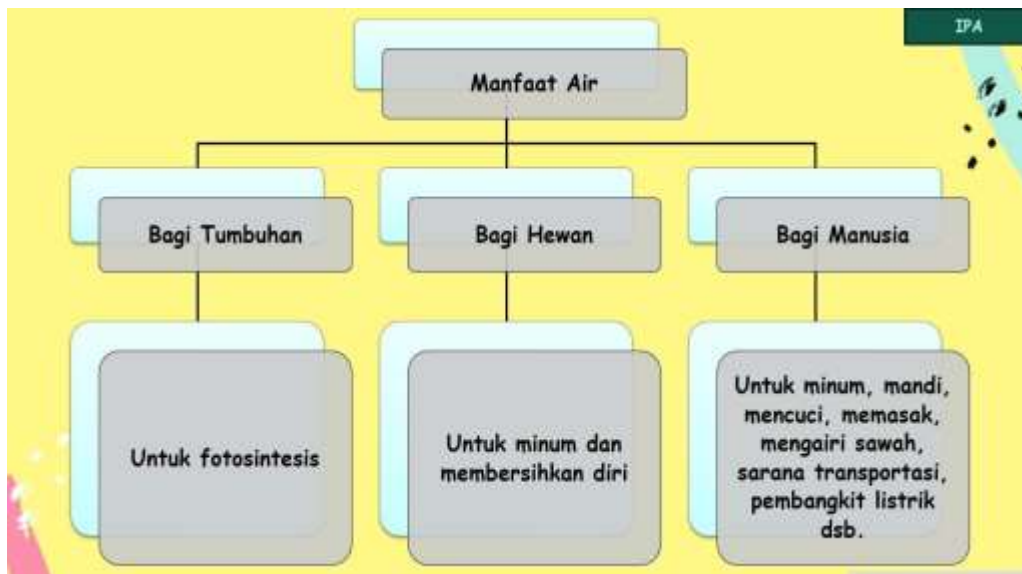 IPA
Manfaat Air
Bagi Tumbuhan
Bagi Hewan
Bagi Manusia
Untuk fotosintesis
Untuk minum dan
membersihkan diri
Untuk minum, mandi,
mencuci, memasak,
mengairi sawah,
sarana transportasi,
pembangkit listrik
dsb.